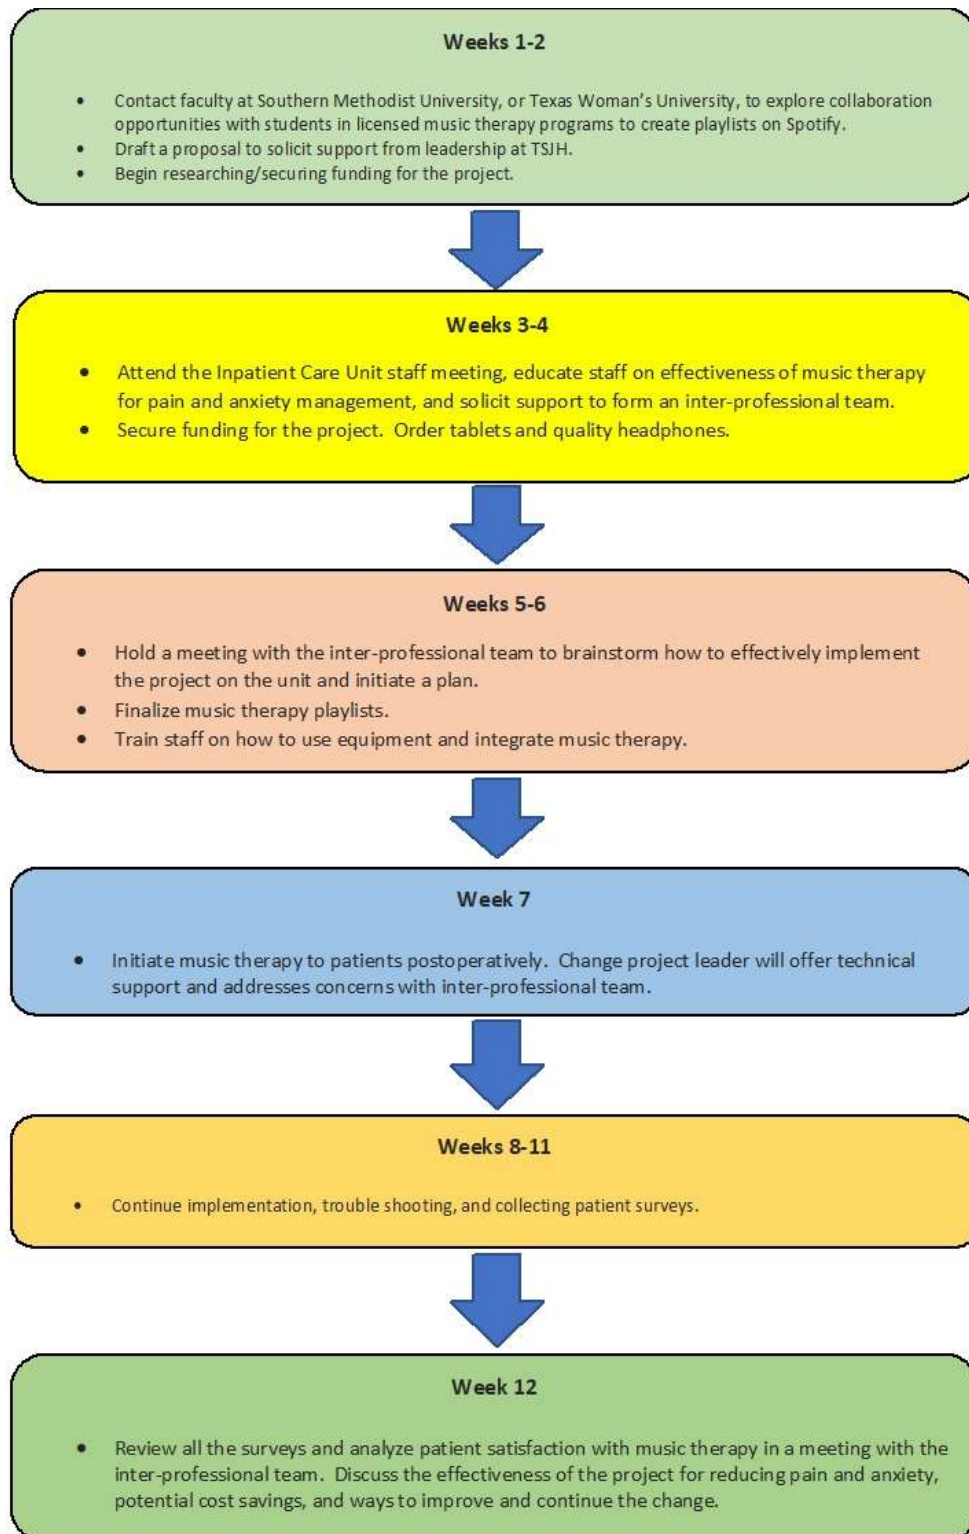 Weeks 1-2
• Contact faculty at Southern Methodist University, or Texas Woman's University, to explore collaboration
opportunities with students in licensed music therapy programs to create playlists on Spotify.
• Draft a proposal to solicit support from leadership at TSJH.
• Begin researching/securing funding for the project.
Weeks 3-4
• Attend the Inpatient Care Unit staff meeting, educate staff on effectiveness of music therapy
for pain and anxiety management, and solicit support to form an inter-professional team.
• Secure funding for the project. Order tablets and quality headphones.
Weeks 5-6
• Hold a meeting with the inter-professional team to brainstorm how to effectively implement
the project on the unit and initiate a plan.
• Finalize music therapy playlists.
• Train staff on how to use equipment and integrate music therapy.
Week 7
• Initiate music therapy to patients postoperatively. Change project leader will offer technical
support and addresses concerns with inter-professional team.
Weeks 8-11
• Continue implementation, trouble shooting, and collecting patient surveys.
Week 12
• Review all the surveys and analyze patient satisfaction with music therapy in a meeting with the
inter-professional team. Discuss the effectiveness of the project for reducing pain and anxiety,
potential cost savings, and ways to improve and continue the change.